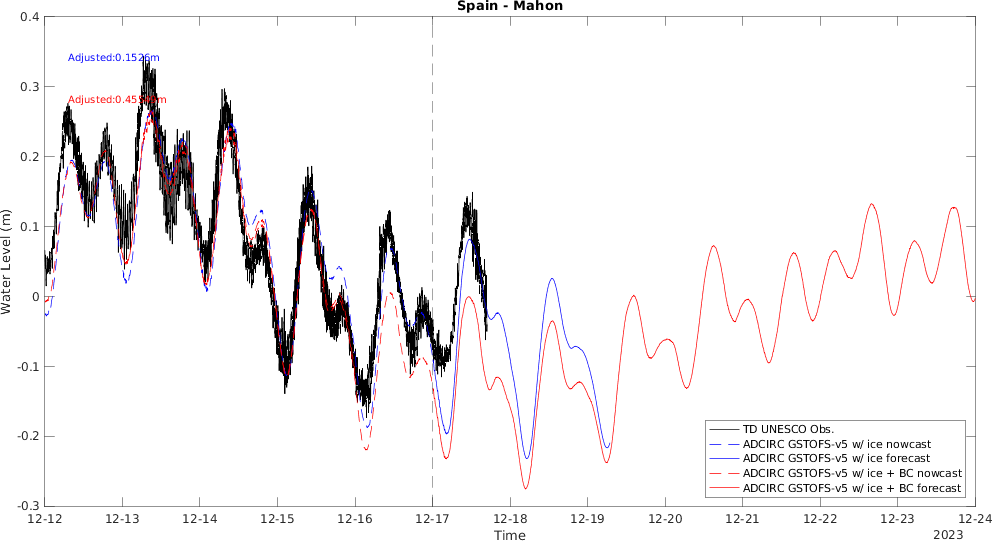 Spain - Mahon
0.4
0.3
0.2
0.1
0
-0.1
-0.2
-0.3
Water Level (m)
Adjusted:0.1526m
Adjusted:0.45
TD UNESCO Obs.
ADCIRC GSTOFS-v5 w/ ice nowcast
ADCIRC GSTOFS-v5 w/ ice forecast
ADCIRC GSTOFS-v5 w/ ice + BC nowcast
ADCIRC GSTOFS-v5 w/ ice + BC forecast
12-12 12-13 12-14 12-15 12-16 12-17 12-18 12-19 12-20 12-21 12-22 12-23 12-24
Time
2023